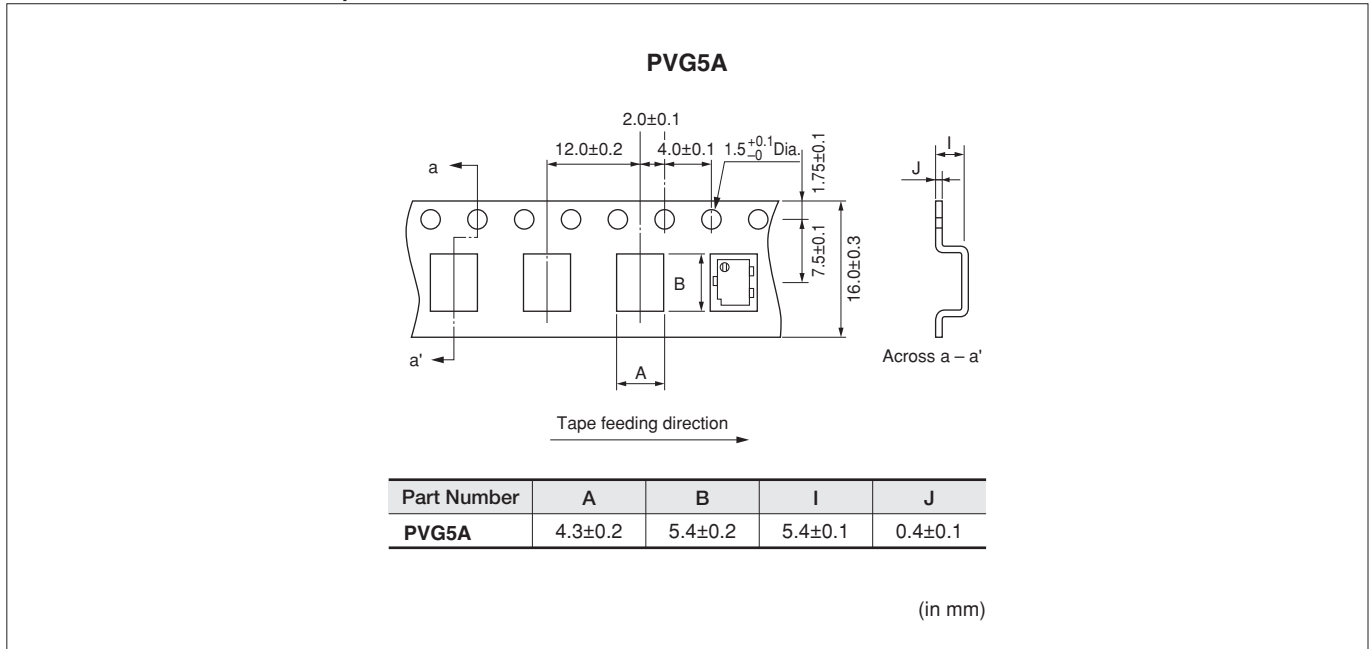 PVG5A
2.0±0.1
12.0±0.2
4.0±0.1
1.5+0.1−0 Dia.
1.75±0.1
7.5±0.1
16.0±0.3
a
a'
B
A
I
J
Across a – a'
Tape feeding direction
Part Number A B I J
PVG5A 4.3±0.2 5.4±0.2 5.4±0.1 0.4±0.1
(in mm)